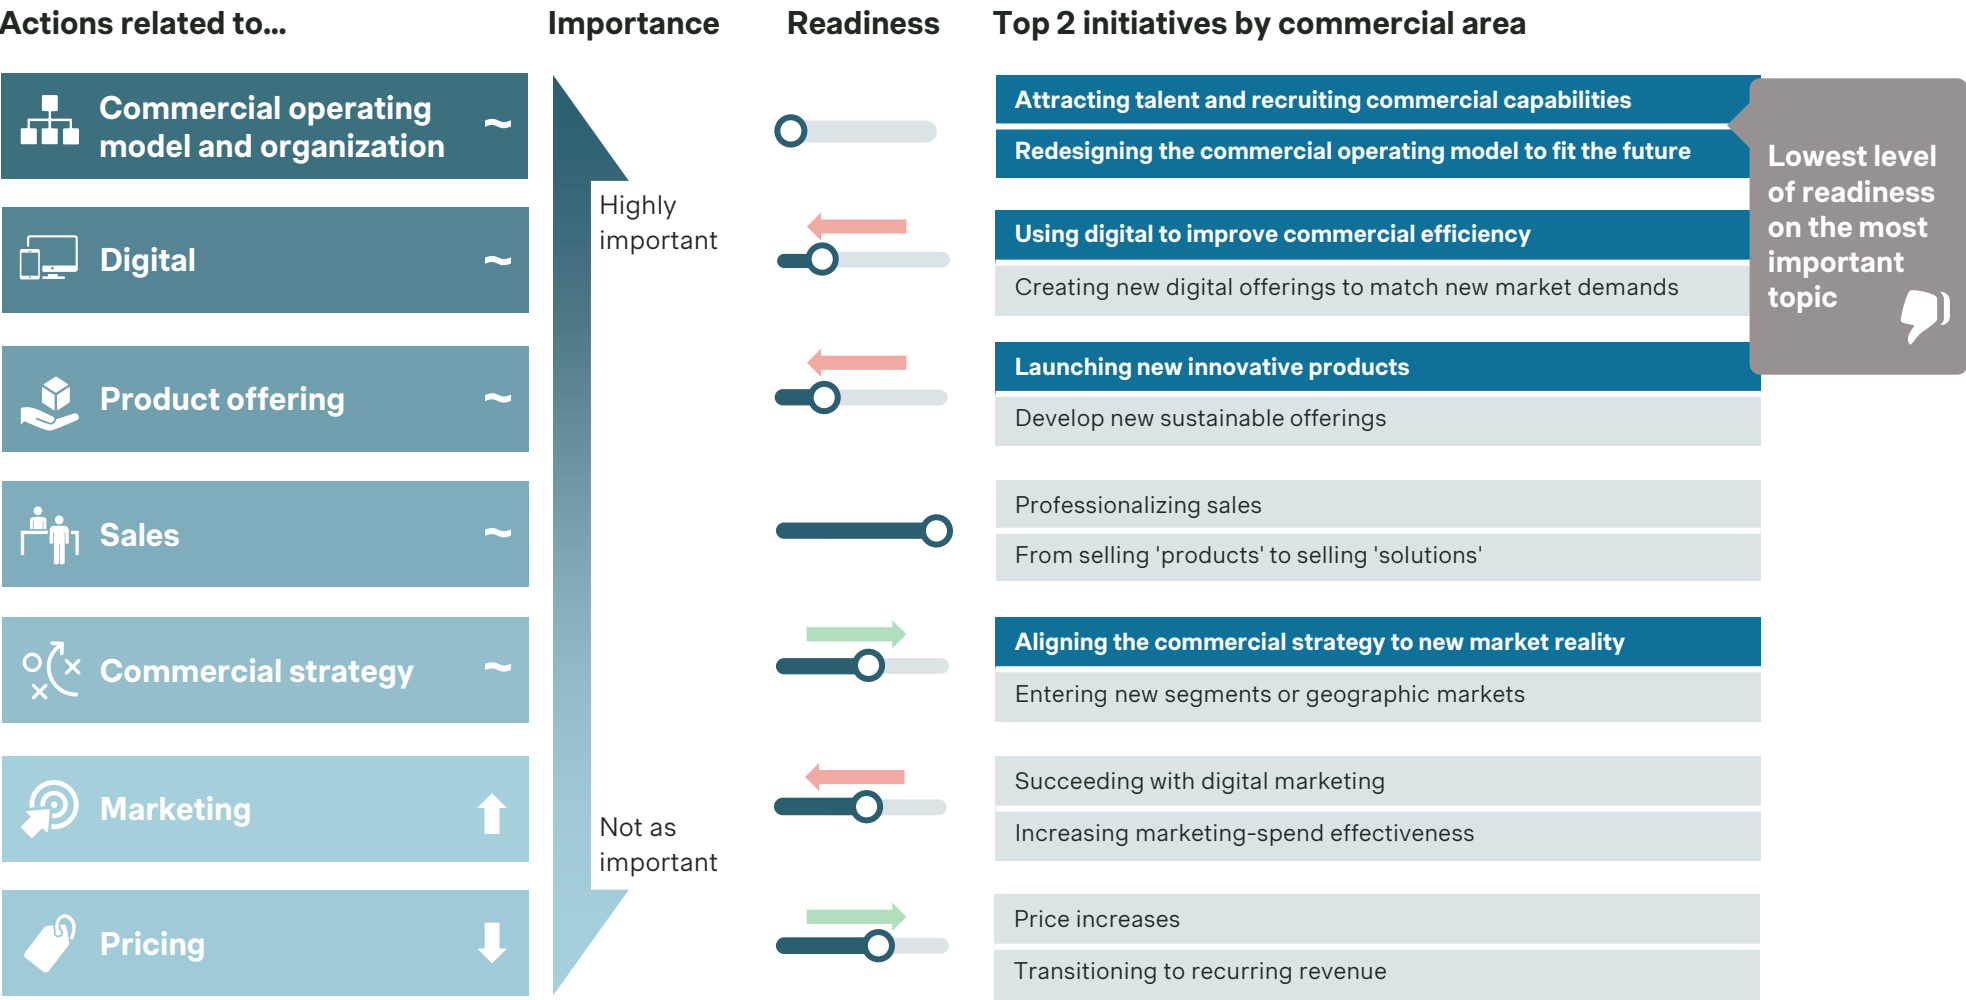 Actions related to...
Importance
Readiness
Top 2 initiatives by commercial area
Commercial operating
model and organization
~
Attracting talent and recruiting commercial capabilities
Redesigning the commercial operating model to fit the future
Lowest level
of readiness
on the most
important
topic
Highly
important
Digital
~
Using digital to improve commercial efficiency
Creating new digital offerings to match new market demands
Product offering
~
Launching new innovative products
Develop new sustainable offerings
Sales
~
Professionalizing sales
From selling 'products' to selling 'solutions'
Commercial strategy
~
Aligning the commercial strategy to new market reality
Entering new segments or geographic markets
Marketing
Not as
important
Succeeding with digital marketing
Increasing marketing-spend effectiveness
Pricing
Price increases
Transitioning to recurring revenue